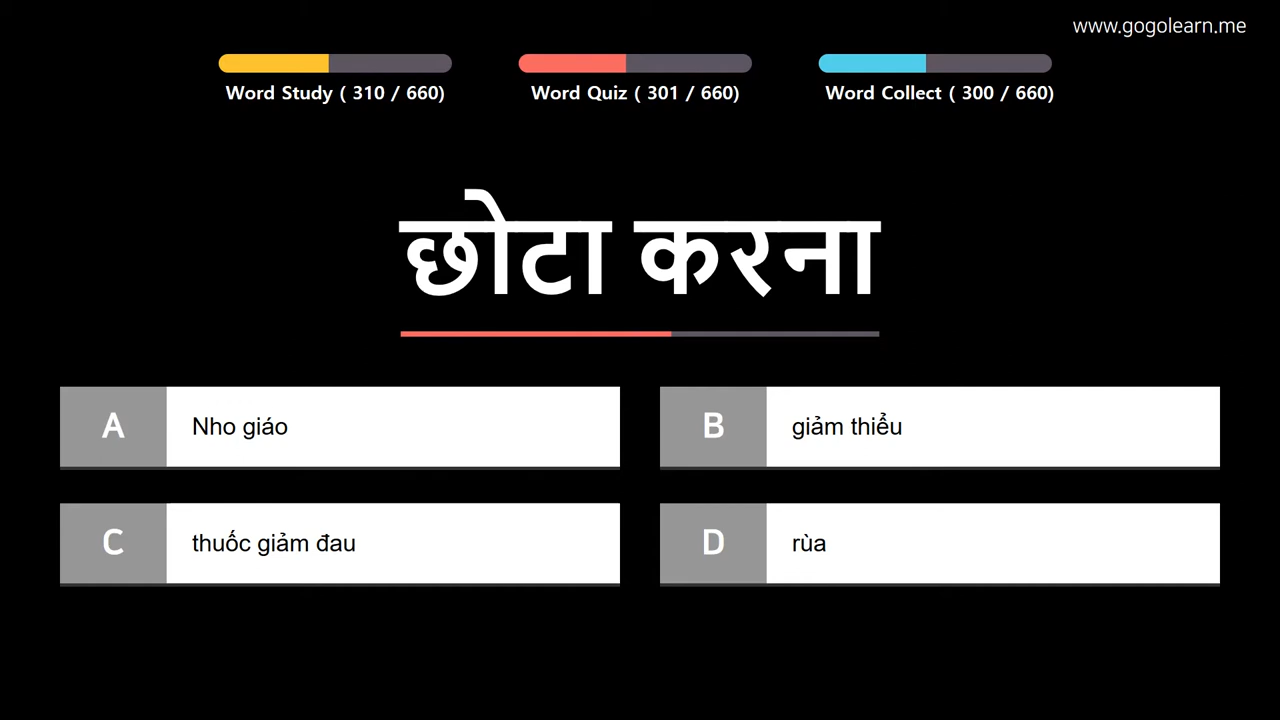 www.gogolearn.me
Word Study ( 310 / 660)
Word Quiz ( 301 / 660)
Word Collect ( 300 / 660)
छोटा करना
A
Nho giáo
B
giảm thiểu
C
thuốc giảm đau
D
rùa